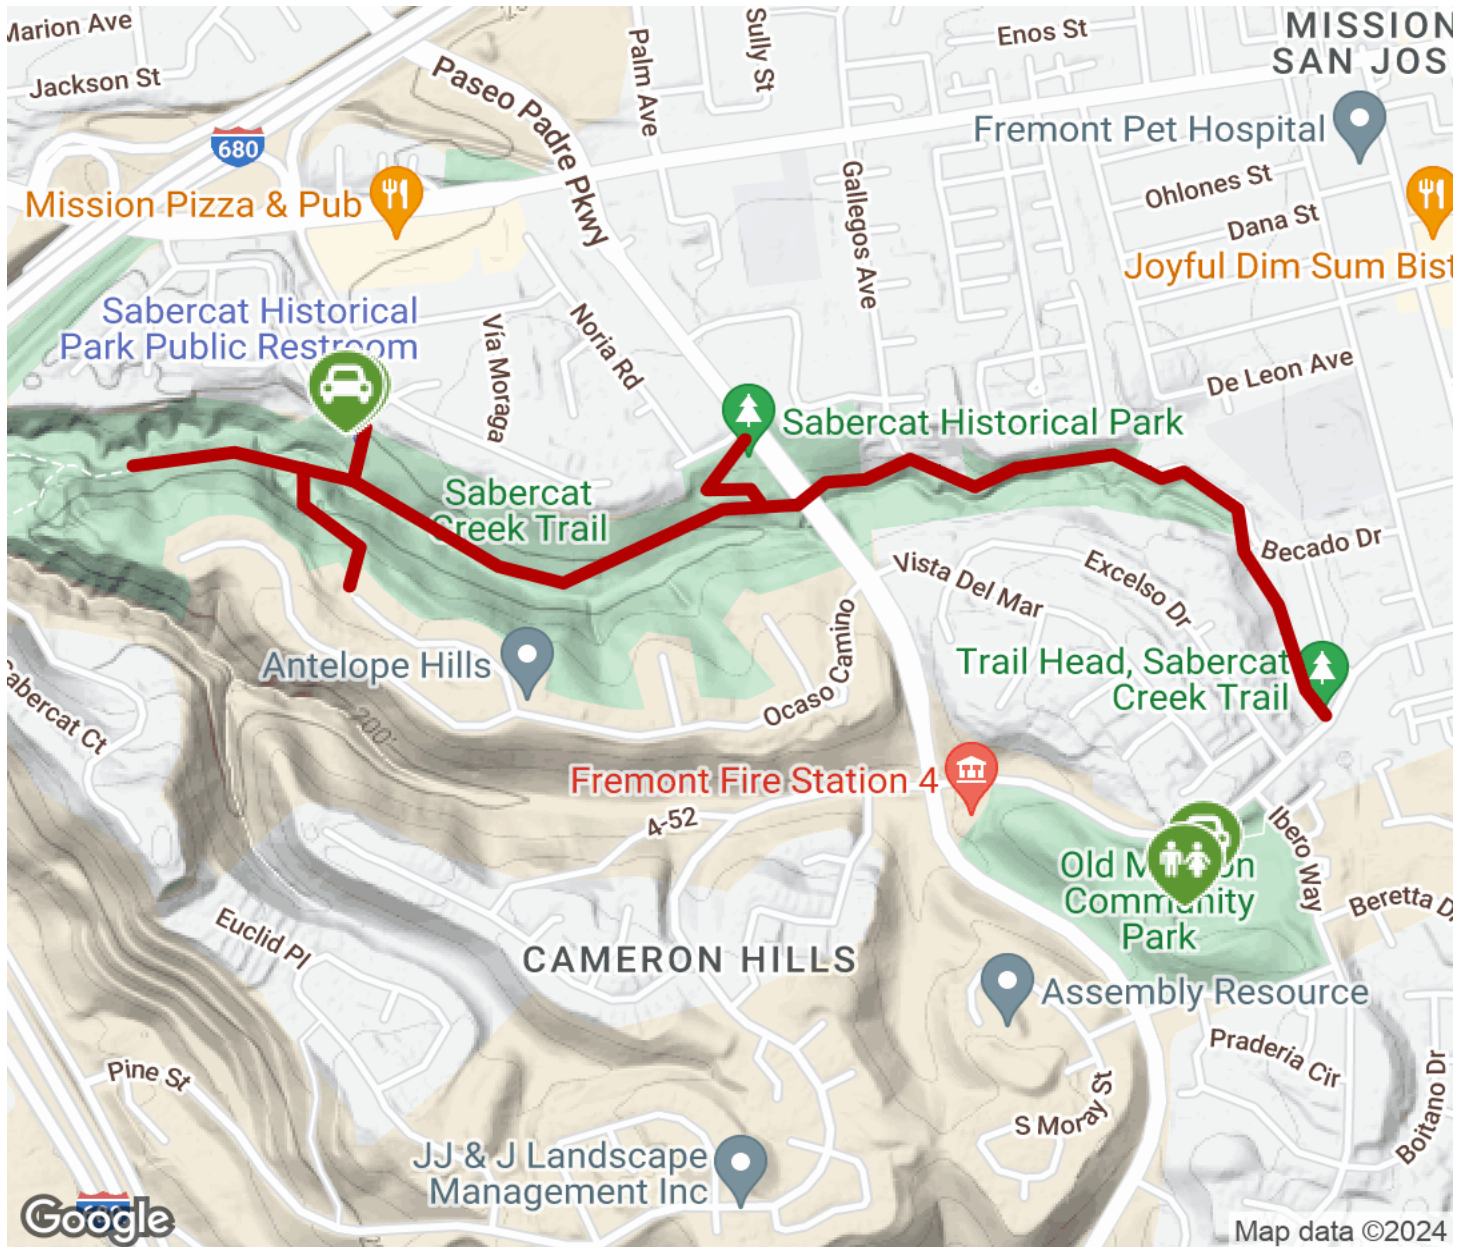 Marion Ave
Jackson St
680
Paseo Padre Pkwy
Palm Ave
Sully St
Enos St
MISSION
SAN JOS
Fremont Pet Hospital
Mission Pizza & Pub
Gallegos Ave
Ohlones St
Dana St
Joyful Dim Sum Bist
Sabercat Historical
Park Public Restroom
Vía Moraga
Noria Rd
De Leon Ave
Sabercat Historical Park
Sabercat
Creek Trail
Becado Dr
Vista Del Mar
Excelso Dr
Antelope Hills
Ocaso Camino
Trail Head, Sabercat
Creek Trail
Sabercat Ct
200'
Fremont Fire Station 4
4-52
Ibero Way
Old Mission
Community
Park
Beretta D
Euclid Pl
CAMERON HILLS
Assembly Resource
Praderia Cir
Pine St
S Moray St
Boitano Dr
JJ & J Landscape
Management Inc
Google
Map data ©2024